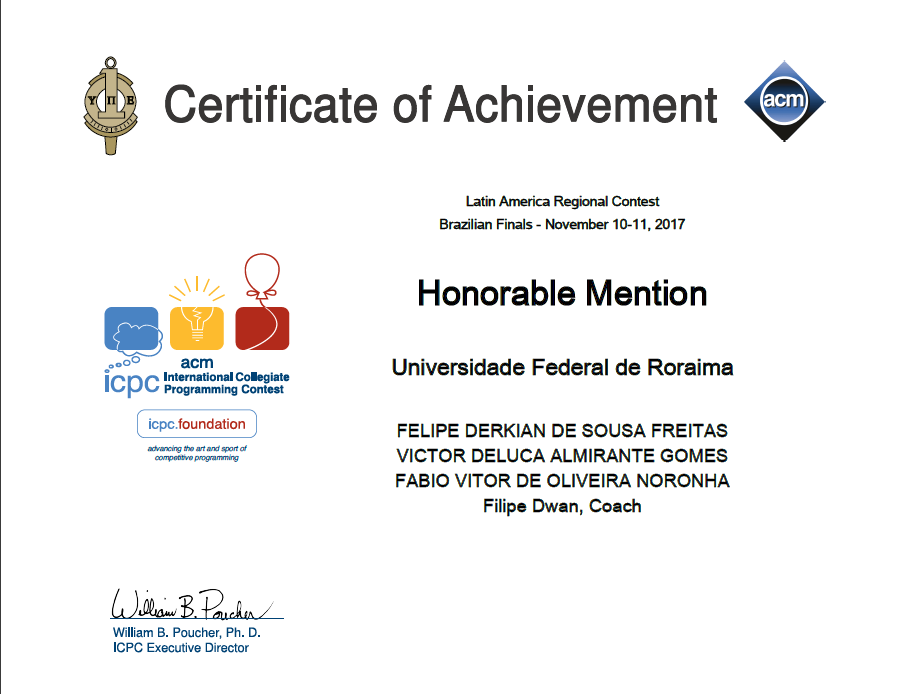 Υ Π Β
Certificate of Achievement
acm
Latin America Regional Contest
Brazilian Finals - November 10-11, 2017
Honorable Mention
Universidade Federal de Roraima
FELIPE DERKIAN DE SOUSA FREITAS
VICTOR DELUCA ALMIRANTE GOMES
FABIO VITOR DE OLIVEIRA NORONHA
Filipe Dwan, Coach
acm
icpc International Collegiate
Programming Contest
icpc.foundation
advancing the art and sport of
competitive programming
William B. Poucher
William B. Poucher, Ph. D.
ICPC Executive Director